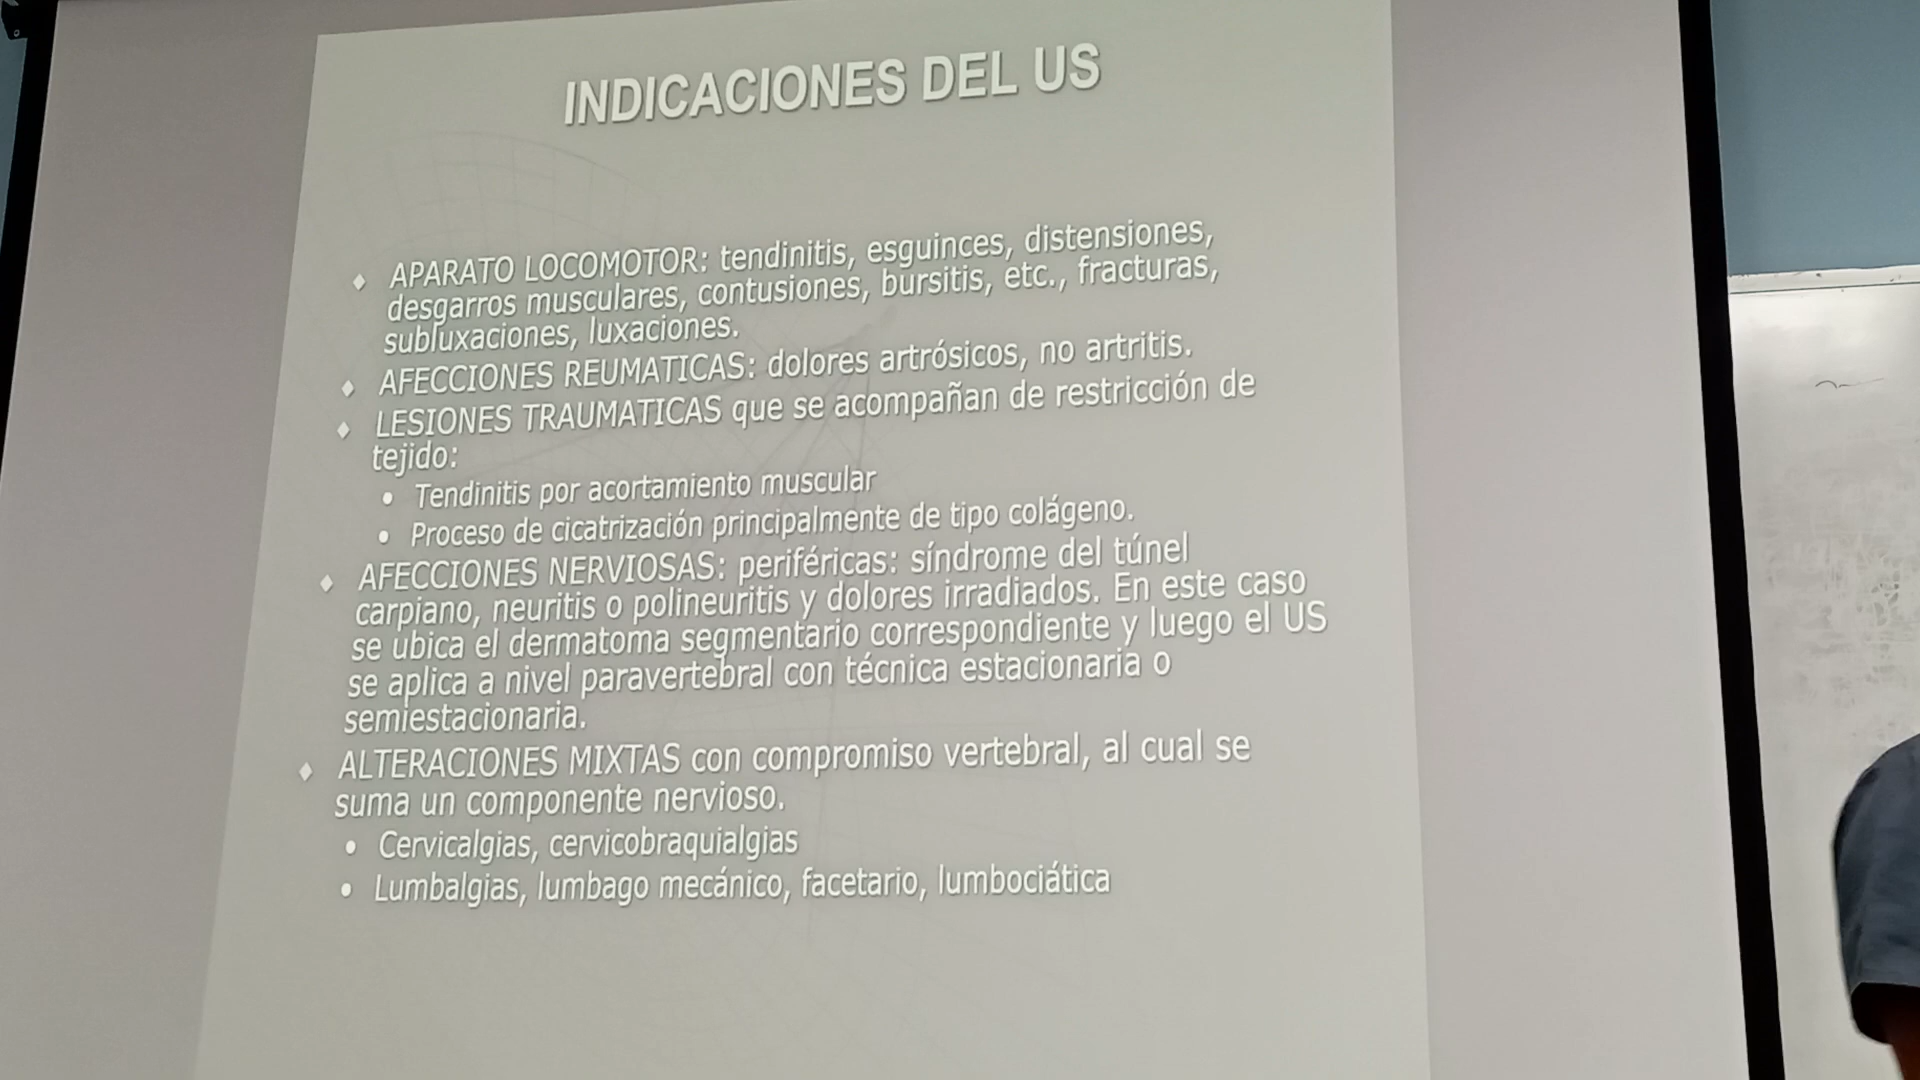 INDICACIONES DEL US
♦ APARATO LOCOMOTOR: tendinitis, esguinces, distensiones,
desgarros musculares, contusiones, bursitis, etc., fracturas,
subluxaciones, luxaciones.
♦ AFECCIONES REUMATICAS: dolores artrósicos, no artritis.
♦ LESIONES TRAUMATICAS que se acompañan de restricción de
tejido:
• Tendinitis por acortamiento muscular
• Proceso de cicatrización principalmente de tipo colágeno.
♦ AFECCIONES NERVIOSAS: periféricas: síndrome del túnel
carpiano, neuritis o polineuritis y dolores irradiados. En este caso
se ubica el dermatoma segmentario correspondiente y luego el US
se aplica a nivel paravertebral con técnica estacionaria o
semiestacionaria.
♦ ALTERACIONES MIXTAS con compromiso vertebral, al cual se
suma un componente nervioso.
• Cervicalgias, cervicobraquialgias
• Lumbalgias, lumbago mecánico, facetario, lumbociática